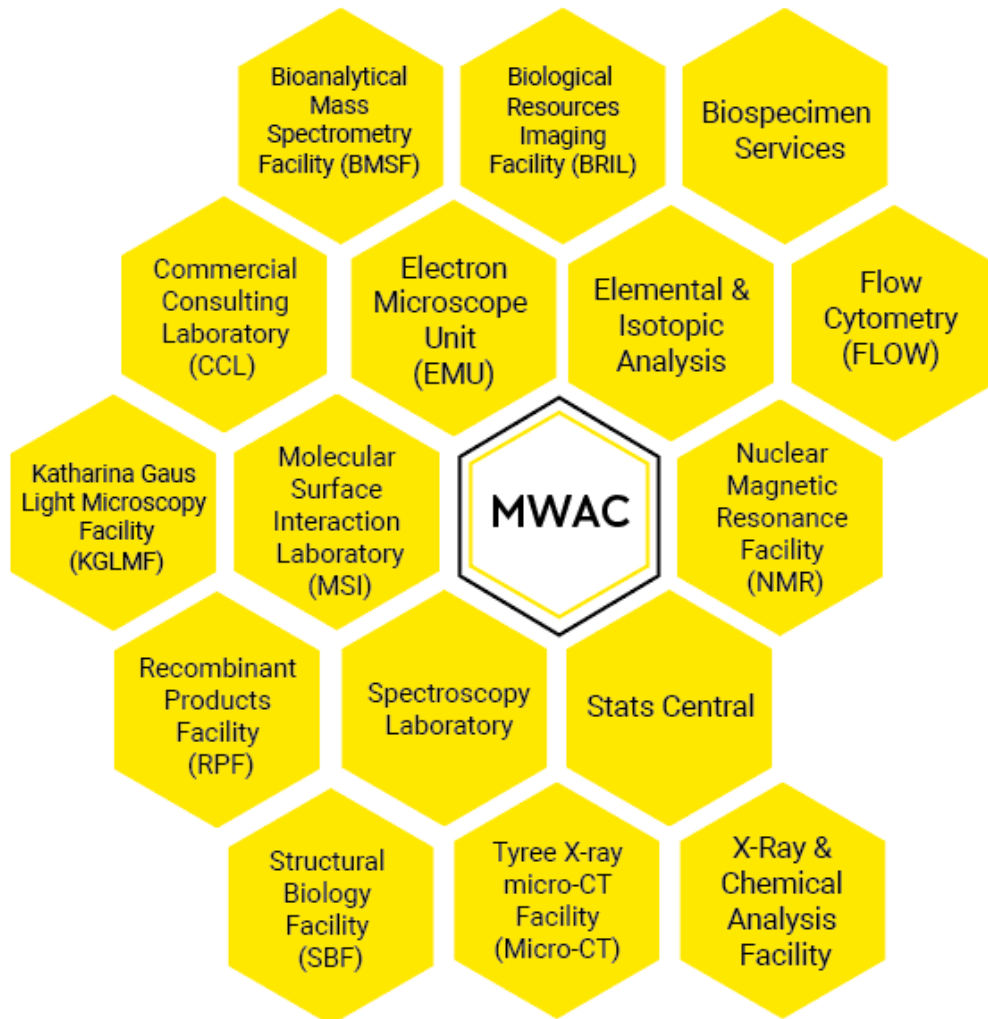 Bioanalytical
Mass
Spectrometry
Facility (BMSF)
Biological
Resources
Imaging
Facility (BRIL)
Biospecimen
Services
Commercial
Consulting
Laboratory
(CCL)
Electron
Microscope
Unit
(EMU)
Elemental &
Isotopic
Analysis
Flow
Cytometry
(FLOW)
Katharina Gaus
Light Microscopy
Facility
(KGLMF)
Molecular
Surface
Interaction
Laboratory
(MSI)
MWAC
Nuclear
Magnetic
Resonance
Facility
(NMR)
Recombinant
Products
Facility
(RPF)
Spectroscopy
Laboratory
Stats Central
Structural
Biology
Facility
(SBF)
Tyree X-ray
micro-CT
Facility
(Micro-CT)
X-Ray &
Chemical
Analysis
Facility